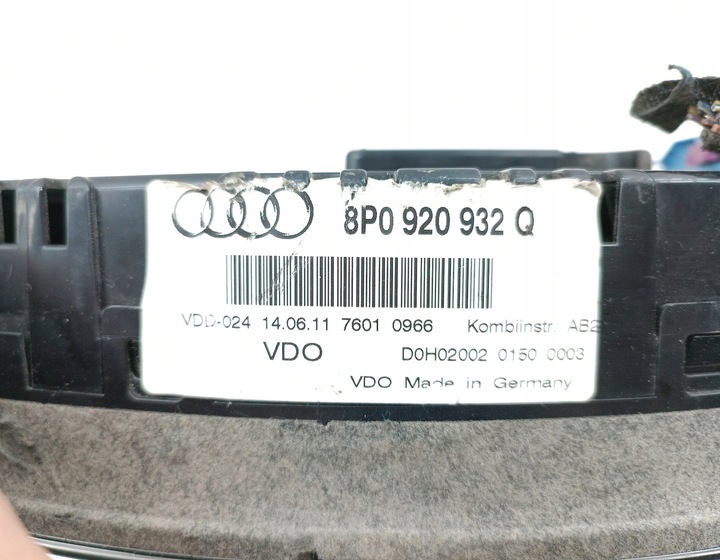 8P0 920 932 Q
VDD-024 14.06.11 7601 0966 Kombiinstr. AB2
VDO D0H02002 0150 0003
VDO Made in Germany